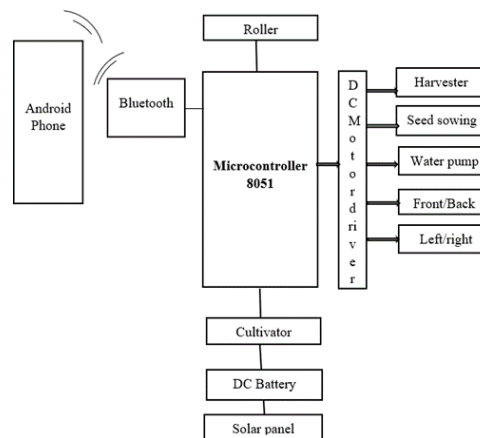 Roller
Android
Phone
Bluetooth
Microcontroller
8051
D
C
M
o
t
o
r
d
r
i
v
e
r
Harvester
Seed sowing
Water pump
Front/Back
Left/right
Cultivator
DC Battery
Solar panel